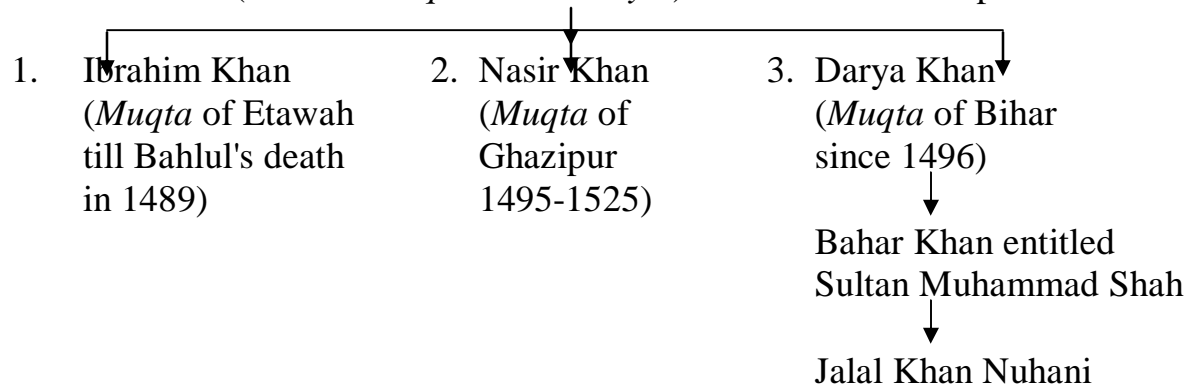 1. Ibrahim Khan
(Muqta of Etawah
till Bahlul's death
in 1489)
2. Nasir Khan
(Muqta of
Ghazipur
1495-1525)
3. Darya Khan
(Muqta of Bihar
since 1496)
Bahar Khan entitled
Sultan Muhammad Shah
Jalal Khan Nuhani